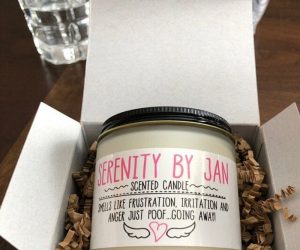 SERENITY BY JAN
SCENTED CANDLE
SMELLS LIKE FRUSTRATION, IRRITATION AND
ANGER JUST POOF...GOING AWAY!